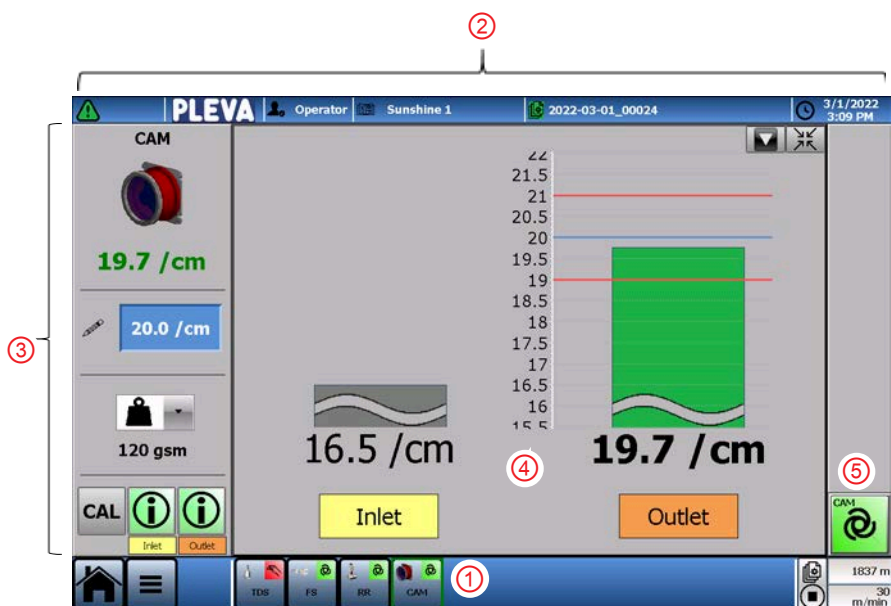 ②
PLEVA Operator Sunshine 1 2022-03-01_00024 3/1/2022
3:09 PM
③
CAM
19.7 /cm
20.0 /cm
120 gsm
CAL
Inlet Outlet
22
21.5
21
20.5
20
19.5
19
18.5
18
17.5
17
16.5
16
15.5
16.5 /cm
④
19.7 /cm
Inlet
Outlet
⑤
CAM
TDS FS RR CAM
①
1837 m
30
m/min